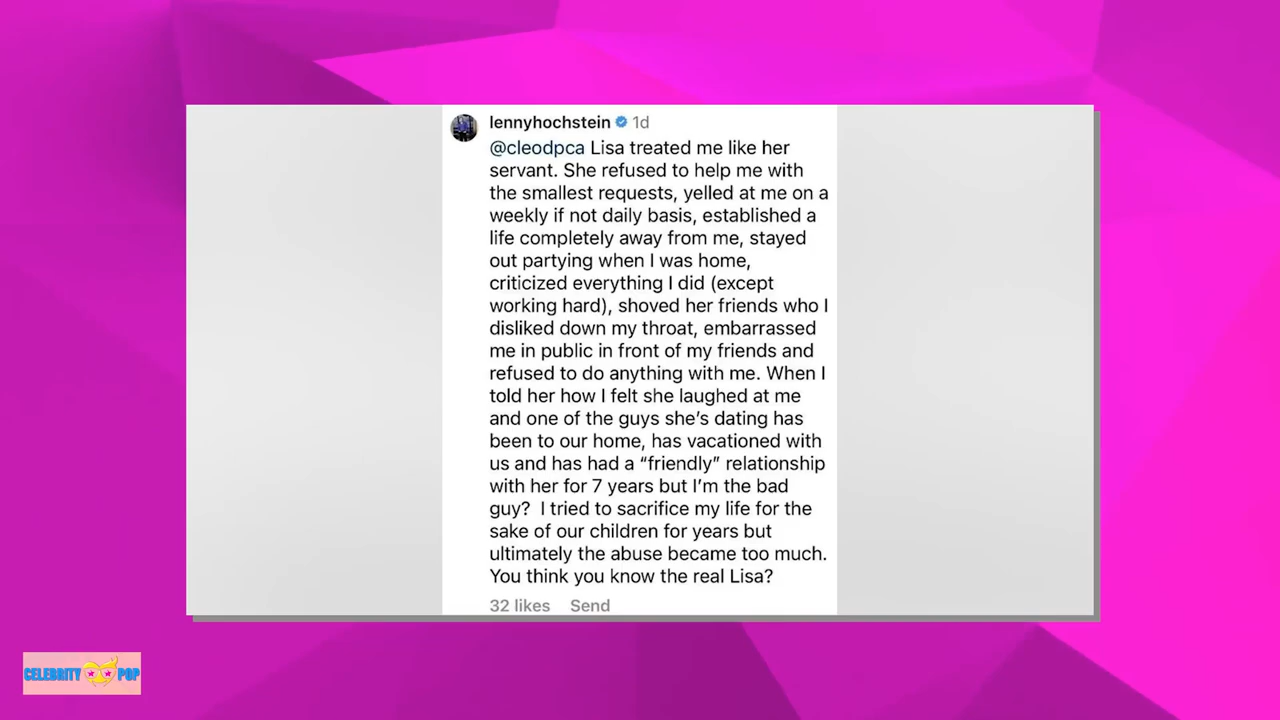 lennyhochstein 1d
@cleodpca Lisa treated me like her
servant. She refused to help me with
the smallest requests, yelled at me on a
weekly if not daily basis, established a
life completely away from me, stayed
out partying when I was home,
criticized everything I did (except
working hard), shoved her friends who I
disliked down my throat, embarrassed
me in public in front of my friends and
refused to do anything with me. When I
told her how I felt she laughed at me
and one of the guys she’s dating has
been to our home, has vacationed with
us and has had a “friendly” relationship
with her for 7 years but I’m the bad
guy? I tried to sacrifice my life for the
sake of our children for years but
ultimately the abuse became too much.
You think you know the real Lisa?
32 likes Send
CELEBRITY POP